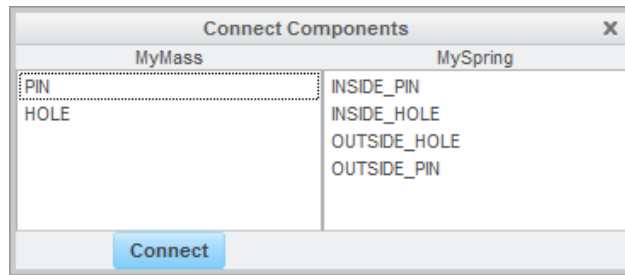 Connect Components X
MyMass MySpring
PIN
HOLE
INSIDE_PIN
INSIDE_HOLE
OUTSIDE_HOLE
OUTSIDE_PIN
Connect